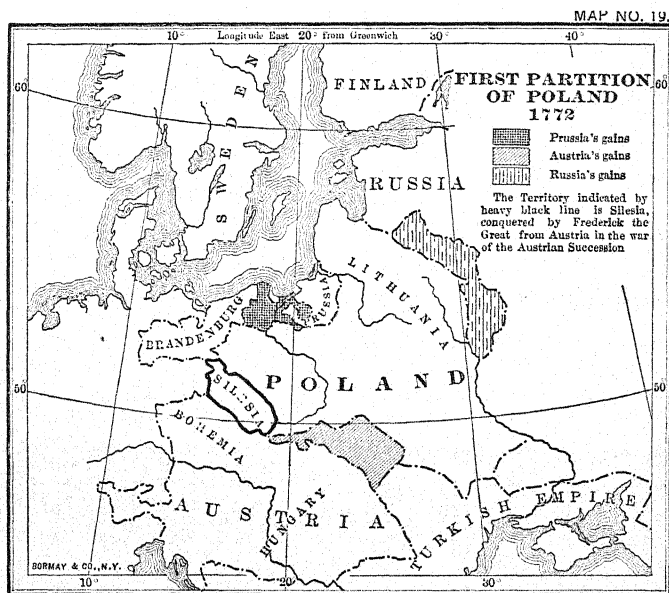 MAP NO. 19.
10° Longitude East 20° from Greenwich 30° 40°
60
60
FIRST PARTITION
OF POLAND
1772
Prussia's gains
Austria's gains
Russia's gains
The Territory indicated by
heavy black line is Silesia,
conquered by Frederick the
Great from Austria in the war
of the Austrian Succession
FINLAND
SWEDEN
RUSSIA
LITHUANIA
BRANDENBURG
POLAND
SILESIA
BOHEMIA
50
50
AUSTRIA
HUNGARY
TURKISH EMPIRE
BORMAY & CO., N.Y.
10° 20° 30°